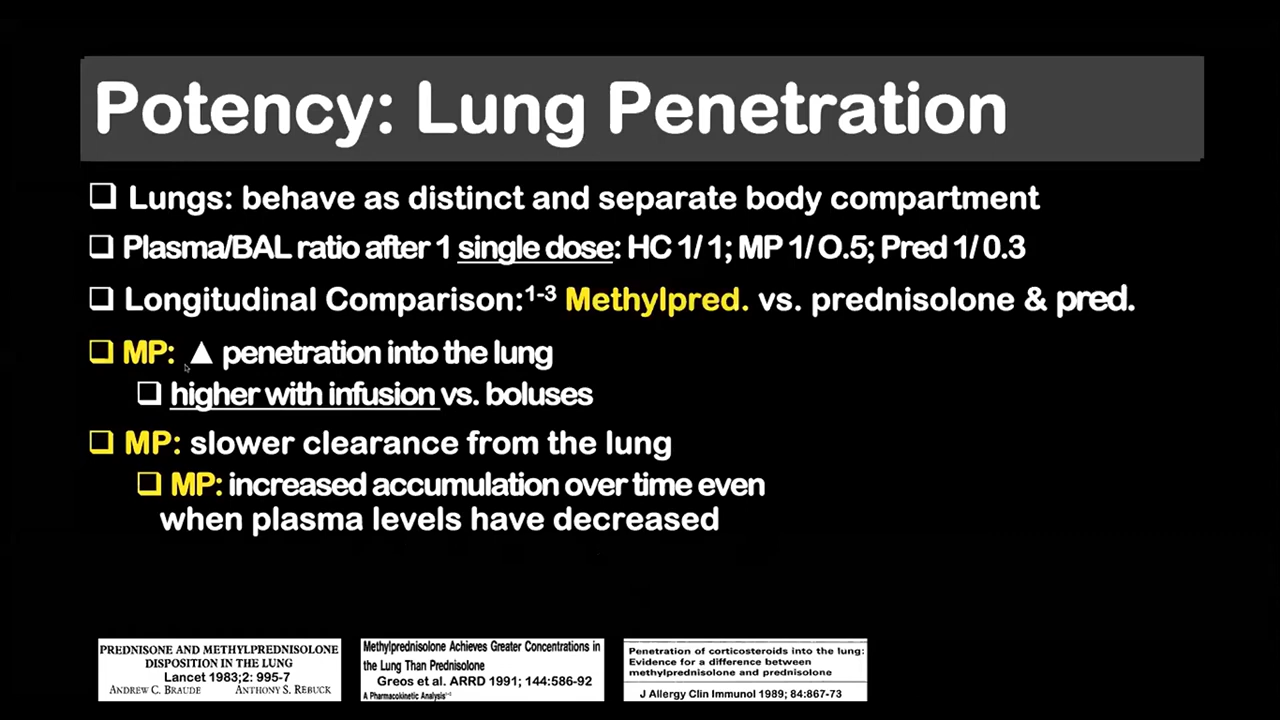 Potency: Lung Penetration
Lungs: behave as distinct and separate body compartment
Plasma/BAL ratio after 1 single dose: HC 1/ 1; MP 1/ O.5; Pred 1/ 0.3
Longitudinal Comparison:1-3 Methylpred. vs. prednisolone & pred.
MP: ▲ penetration into the lung
higher with infusion vs. boluses
MP: slower clearance from the lung
MP: increased accumulation over time even
when plasma levels have decreased
PREDNISONE AND METHYLPREDNISOLONE
DISPOSITION IN THE LUNG
Lancet 1983;2: 995-7
ANDREW C. BRAUDE ANTHONY S. REBUCK
Methylprednisolone Achieves Greater Concentrations in
the Lung Than Prednisolone
Greos et al. ARRD 1991; 144:586-92
A Pharmacokinetic Analysis
Penetration of corticosteroids into the lung:
Evidence for a difference between
methylprednisolone and prednisolone
J Allergy Clin Immunol 1989; 84:867-73